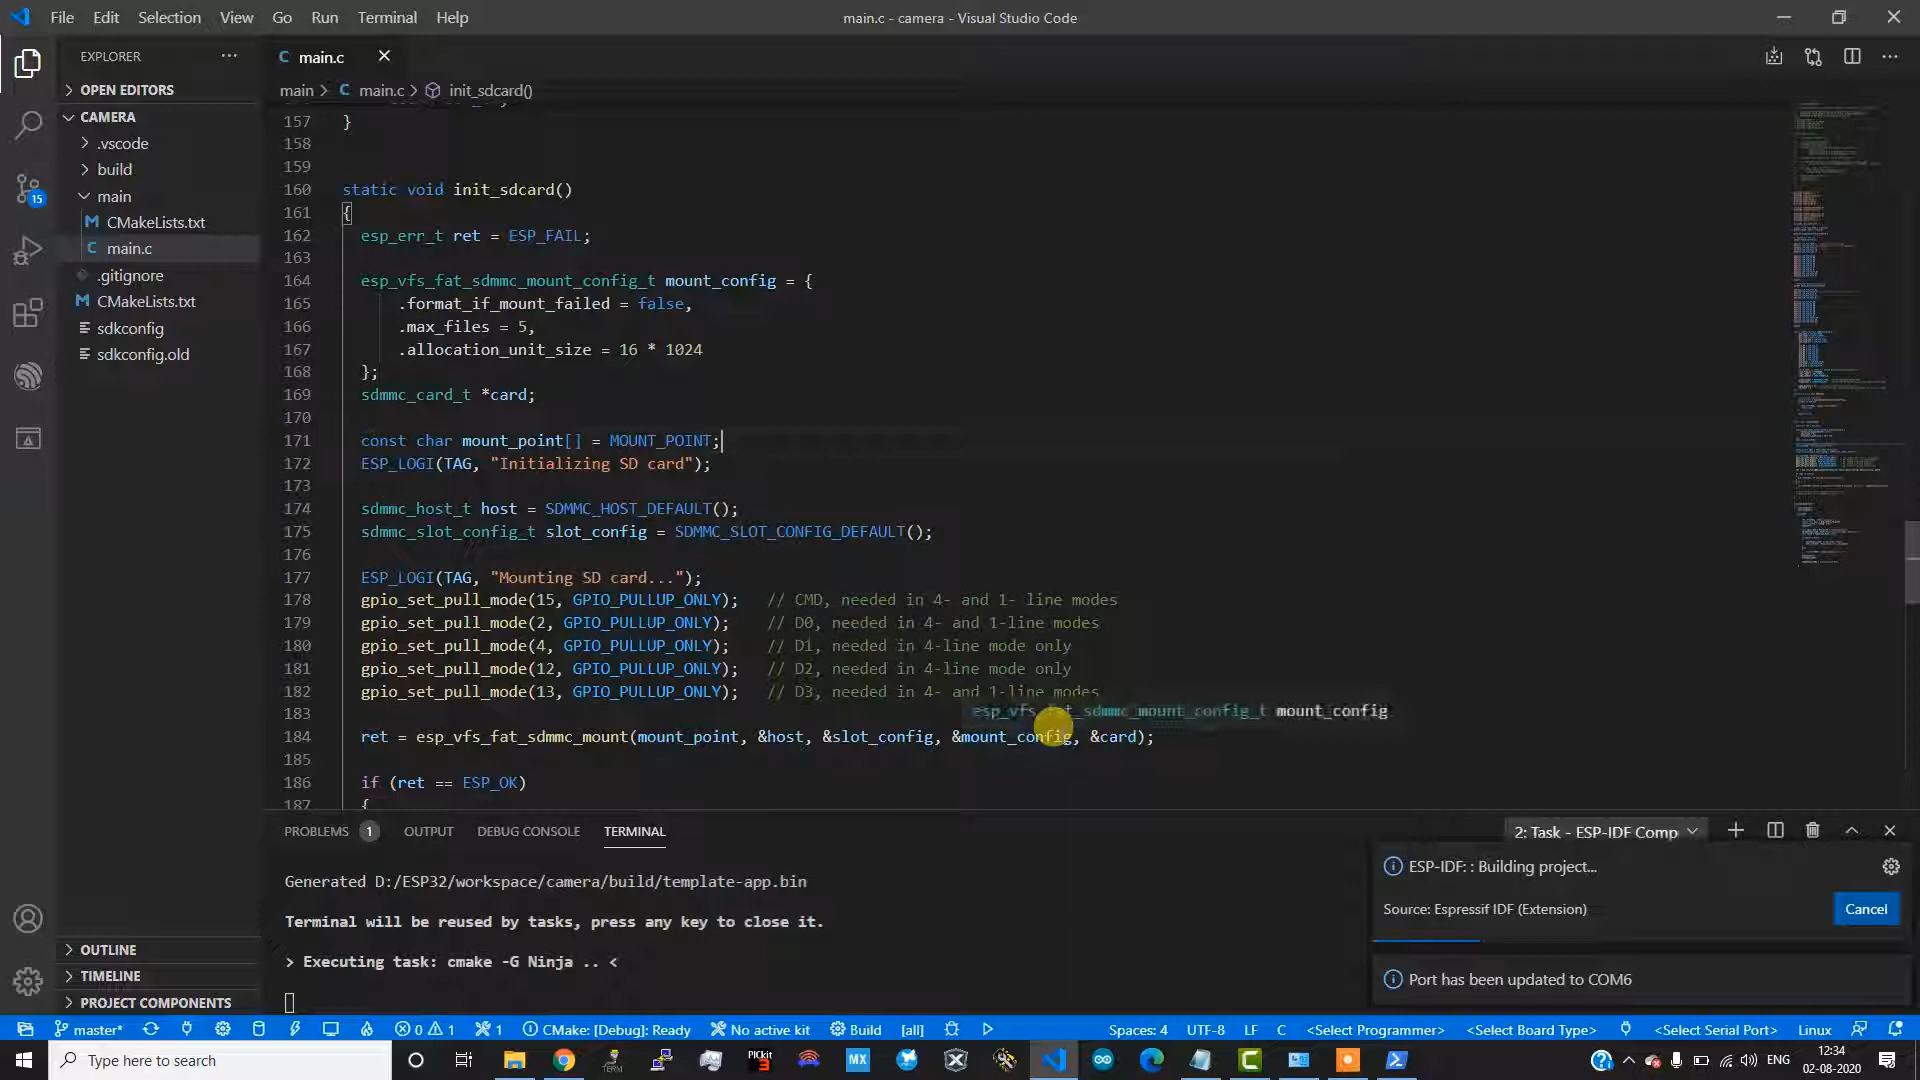 File Edit Selection View Go Run Terminal Help
main.c - camera - Visual Studio Code
EXPLORER
OPEN EDITORS
CAMERA
.vscode
build
main
M CMakeLists.txt
C main.c
.gitignore
M CMakeLists.txt
sdkconfig
sdkconfig.old
OUTLINE
TIMELINE
PROJECT COMPONENTS
15
C main.c
main > C main.c > init_sdcard()
157 }
158
159
160 static void init_sdcard()
161 {
162 esp_err_t ret = ESP_FAIL;
163
164 esp_vfs_fat_sdmmc_mount_config_t mount_config = {
165 .format_if_mount_failed = false,
166 .max_files = 5,
167 .allocation_unit_size = 16 * 1024
168 };
169 sdmmc_card_t *card;
170
171 const char mount_point[] = MOUNT_POINT;
172 ESP_LOGI(TAG, "Initializing SD card");
173
174 sdmmc_host_t host = SDMMC_HOST_DEFAULT();
175 sdmmc_slot_config_t slot_config = SDMMC_SLOT_CONFIG_DEFAULT();
176
177 ESP_LOGI(TAG, "Mounting SD card...");
178 gpio_set_pull_mode(15, GPIO_PULLUP_ONLY); // CMD, needed in 4- and 1- line modes
179 gpio_set_pull_mode(2, GPIO_PULLUP_ONLY); // D0, needed in 4- and 1-line modes
180 gpio_set_pull_mode(4, GPIO_PULLUP_ONLY); // D1, needed in 4-line mode only
181 gpio_set_pull_mode(12, GPIO_PULLUP_ONLY); // D2, needed in 4-line mode only
182 gpio_set_pull_mode(13, GPIO_PULLUP_ONLY); // D3, needed in 4- and 1-line modes
183
esp_vfs_fat_sdmmc_mount_config_t mount_config
184 ret = esp_vfs_fat_sdmmc_mount(mount_point, &host, &slot_config, &mount_config, &card);
185
186 if (ret == ESP_OK)
187 {
PROBLEMS 1 OUTPUT DEBUG CONSOLE TERMINAL
2: Task - ESP-IDF Comp
Generated D:/ESP32/workspace/camera/build/template-app.bin
Terminal will be reused by tasks, press any key to close it.
> Executing task: cmake -G Ninja .. <
ESP-IDF: : Building project...
Source: Espressif IDF (Extension)
Cancel
Port has been updated to COM6
master* 0 1 1 CMake: [Debug]: Ready No active kit Build [all] Spaces: 4 UTF-8 LF C <Select Programmer> <Select Board Type> <Select Serial Port> Linux
Type here to search
TERM
PICkit
3
MX
ENG
12:34
02-08-2020